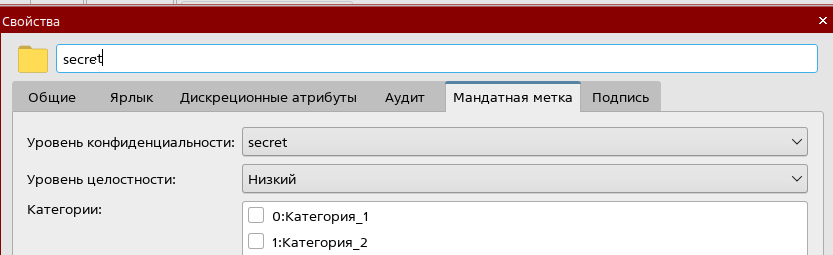 Свойства
secret
Общие Ярлык Дискреционные атрибуты Аудит Мандатная метка Подпись
Уровень конфиденциальности: secret
Уровень целостности: Низкий
Категории: 0:Категория_1
1:Категория_2